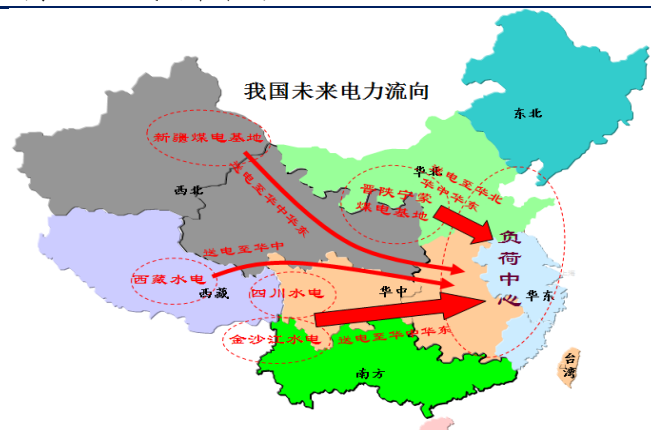 我国未来电力流向
东北
新疆煤电基地
送电至华中华东
西北
华北
送电至华北
华中华东
晋陕宁蒙
煤电基地
负荷中心
送电至华中
西藏水电
西藏
四川水电
华中
华东
金沙江水电
送电至华中华东
南方
台湾